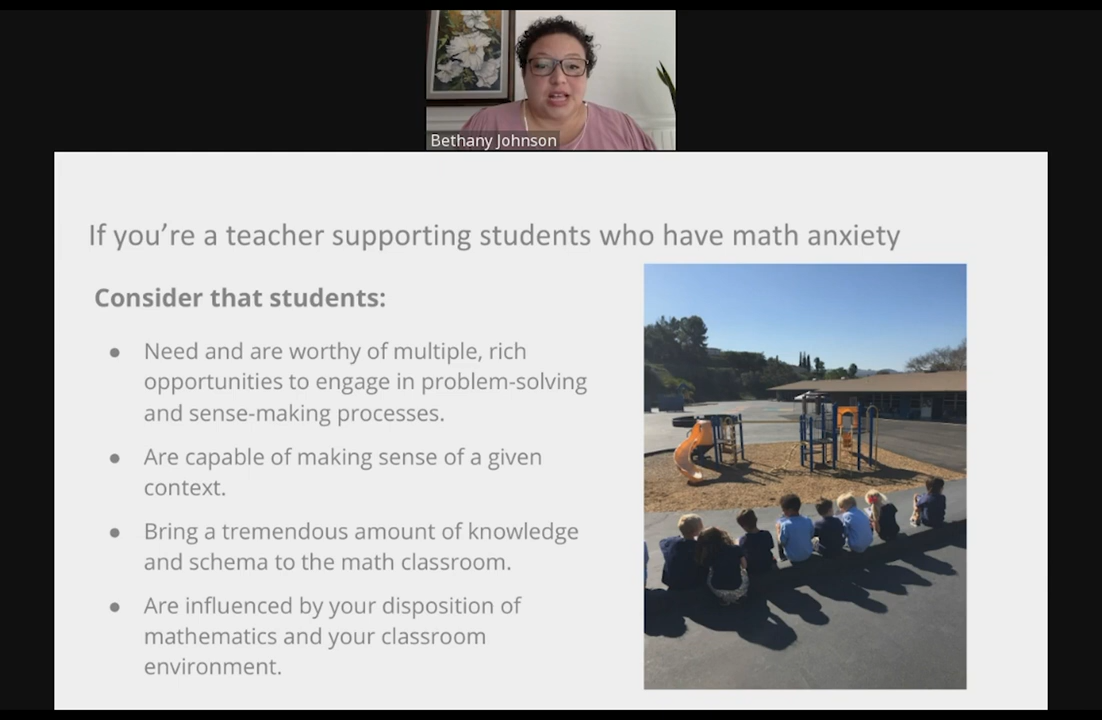 Bethany Johnson
If you’re a teacher supporting students who have math anxiety
Consider that students:
● Need and are worthy of multiple, rich
opportunities to engage in problem-solving
and sense-making processes.
● Are capable of making sense of a given
context.
● Bring a tremendous amount of knowledge
and schema to the math classroom.
● Are influenced by your disposition of
mathematics and your classroom
environment.